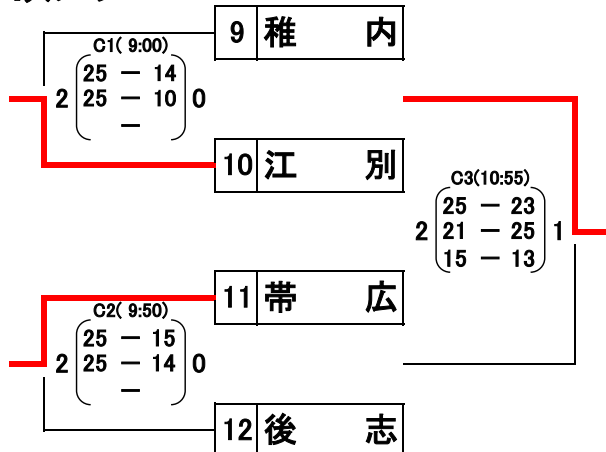 9 稚 内
C1( 9:00)
25 ー 14
2 25 ー 10 0
ー
10 江 別
C3(10:55)
25 ー 23
2 21 ー 25 1
15 ー 13
11 帯 広
C2( 9:50)
25 ー 15
2 25 ー 14 0
ー
12 後 志